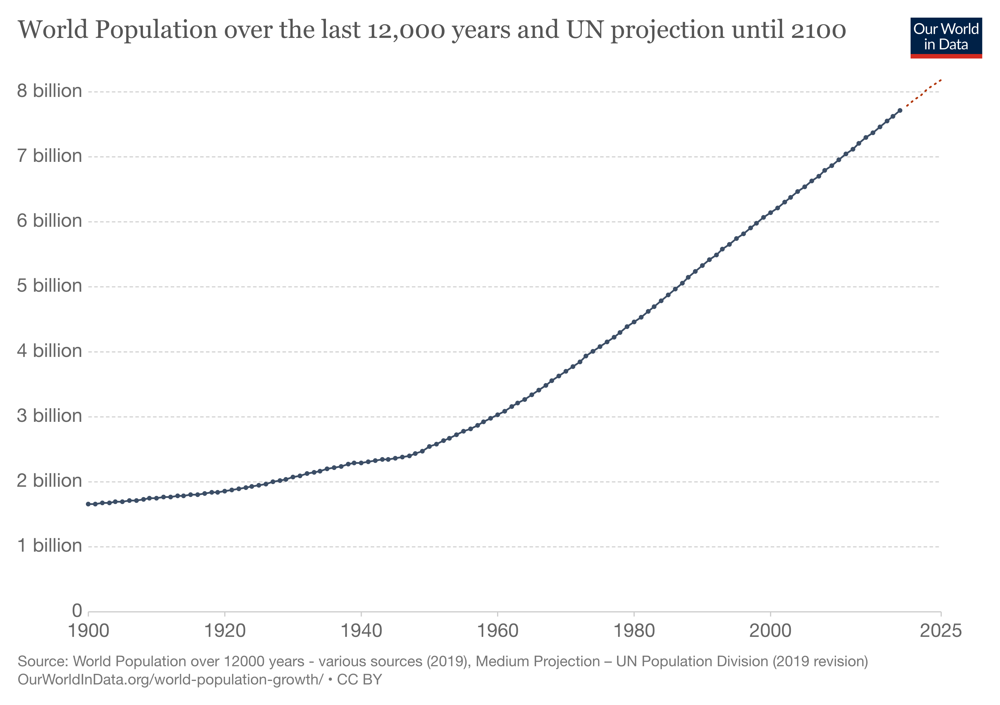 World Population over the last 12,000 years and UN projection until 2100
Our World
in Data
8 billion
7 billion
6 billion
5 billion
4 billion
3 billion
2 billion
1 billion
0
1900 1920 1940 1960 1980 2000 2025
Source: World Population over 12000 years - various sources (2019), Medium Projection – UN Population Division (2019 revision)
OurWorldInData.org/world-population-growth/ • CC BY